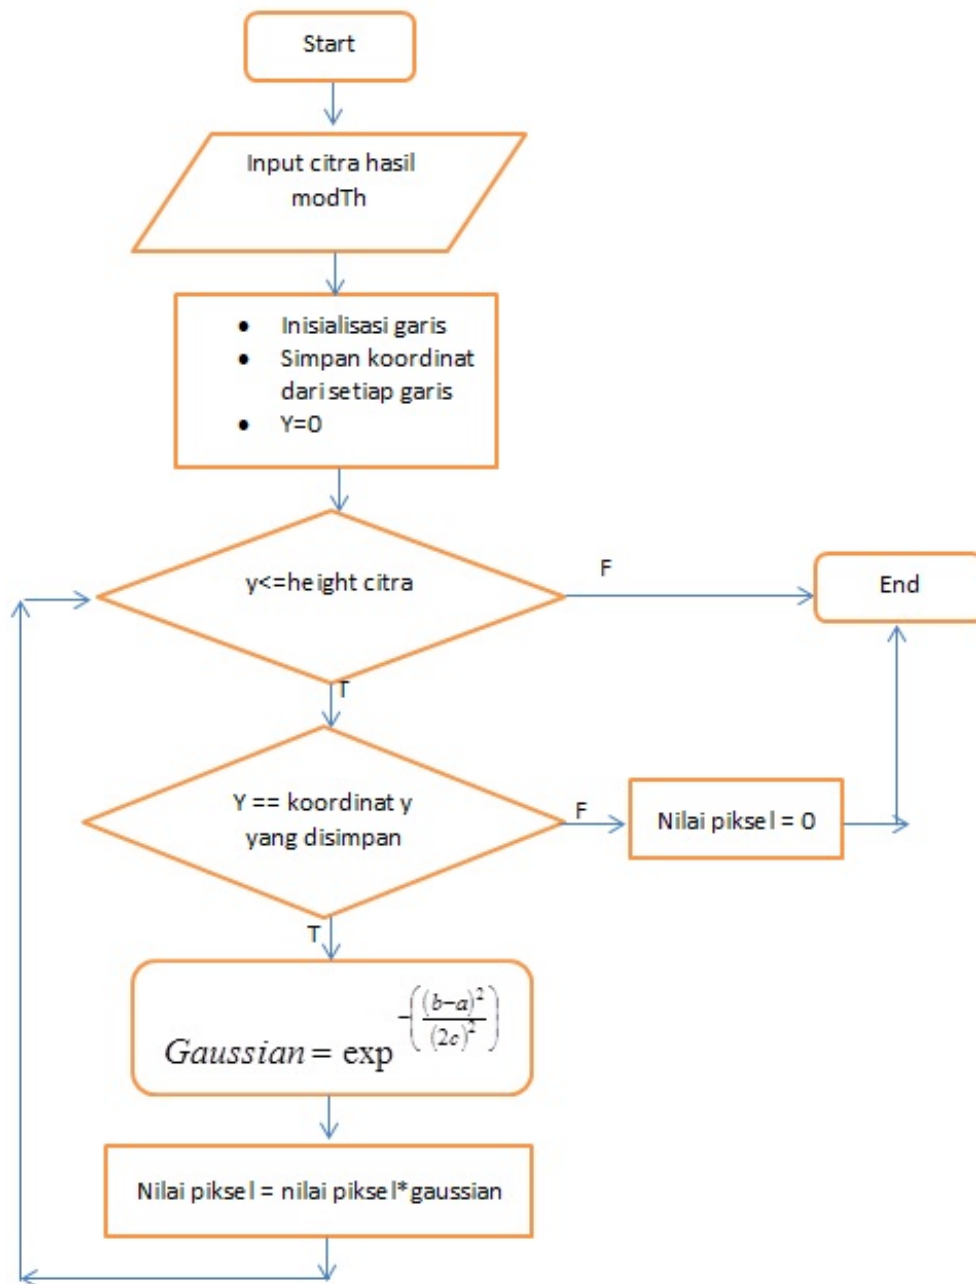 Start
Input citra hasil
modTh
• Inisialisasi garis
• Simpan koordinat
dari setiap garis
• Y=0
y<=height citra
F
End
T
Y == koordinat y
yang disimpan
F
Nilai piksel = 0
T
Gaussian = exp^-((b-a)^2/(2c)^2)
Nilai piksel = nilai piksel*gaussian